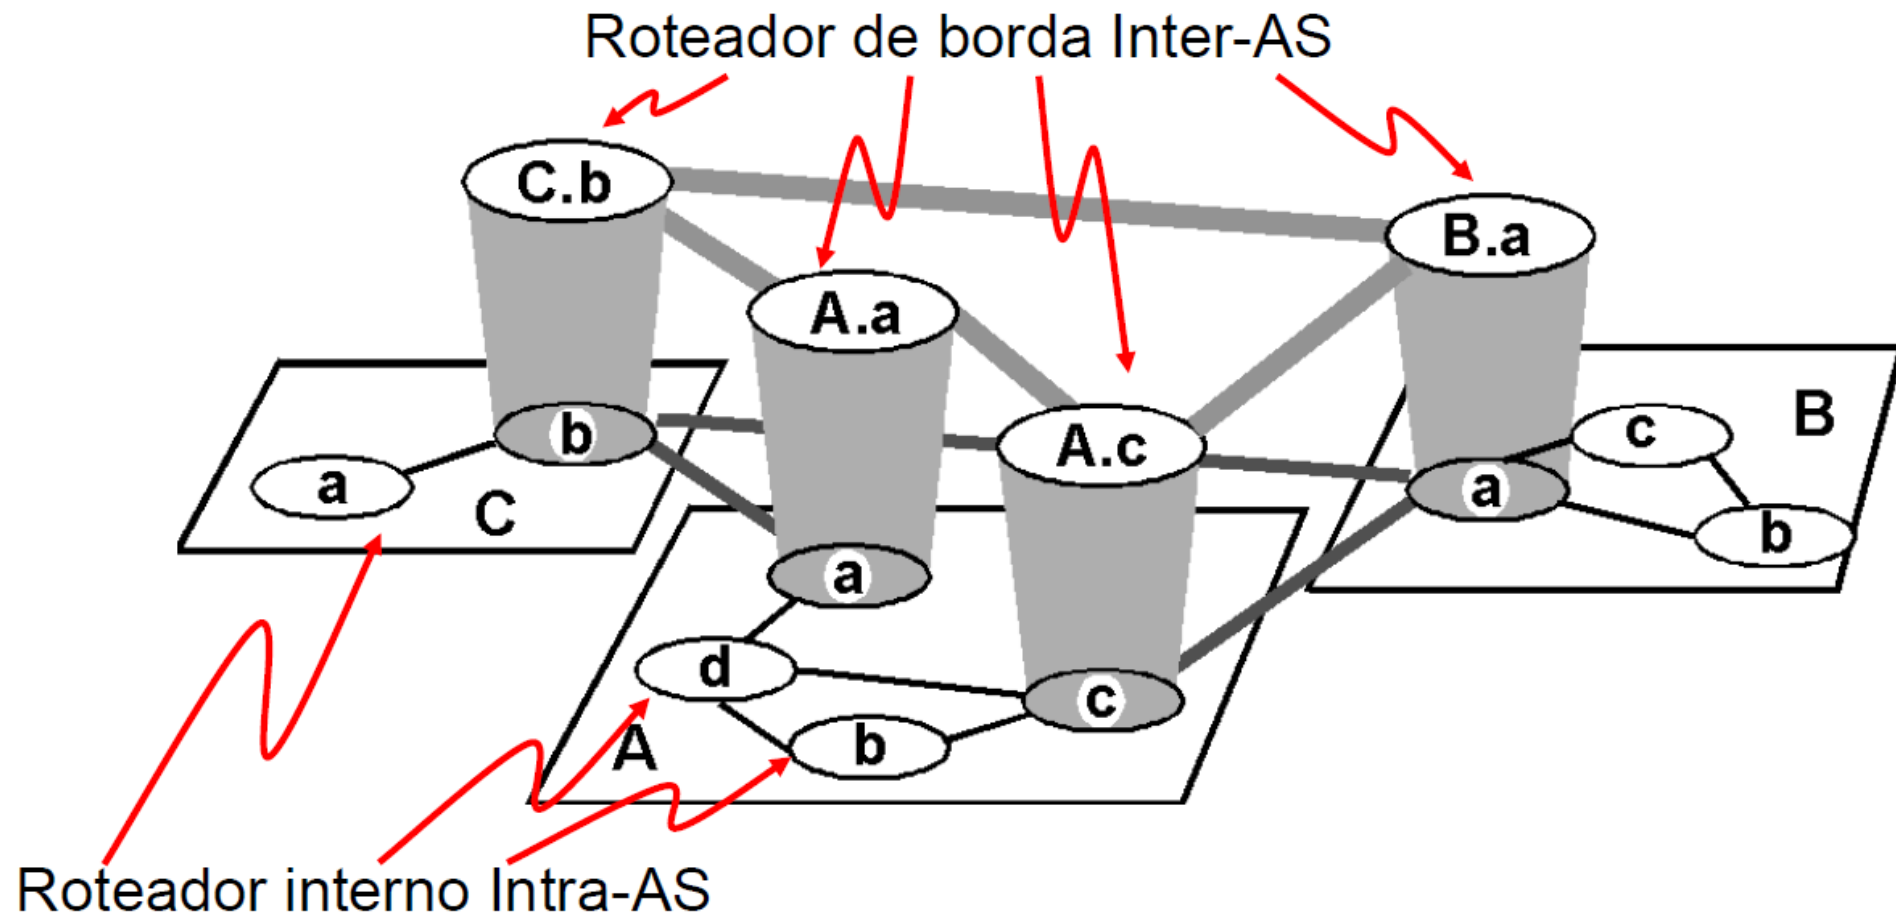 Roteador de borda Inter-AS
C.b
B.a
A.a
A.c
B
c
b
a
a
C
b
a
d
c
A
b
Roteador interno Intra-AS